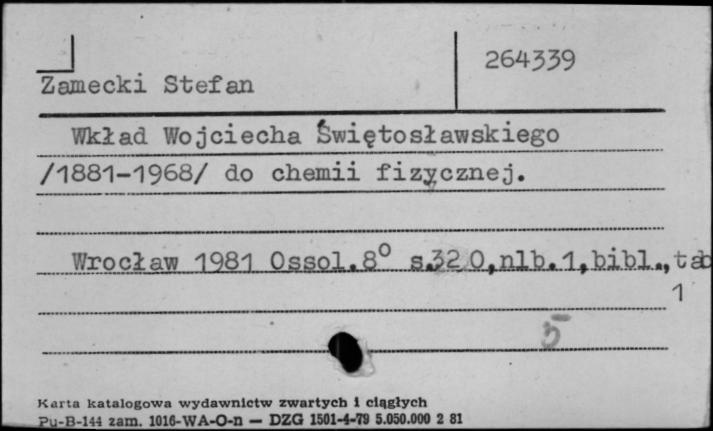 264339
Zamecki Stefan
Wkład Wojciecha Świętosławskiego
/1881-1968/ do chemii fizycznej.
Wrocław 1981 Ossol. 8° s.320,nlb.1,bibl.,tab
1
5
Karta katalogowa wydawnictw zwartych i ciągłych
Pu-B-144 zam. 1016-WA-O-n — DZG 1501-4-79 5.050.000 2 81